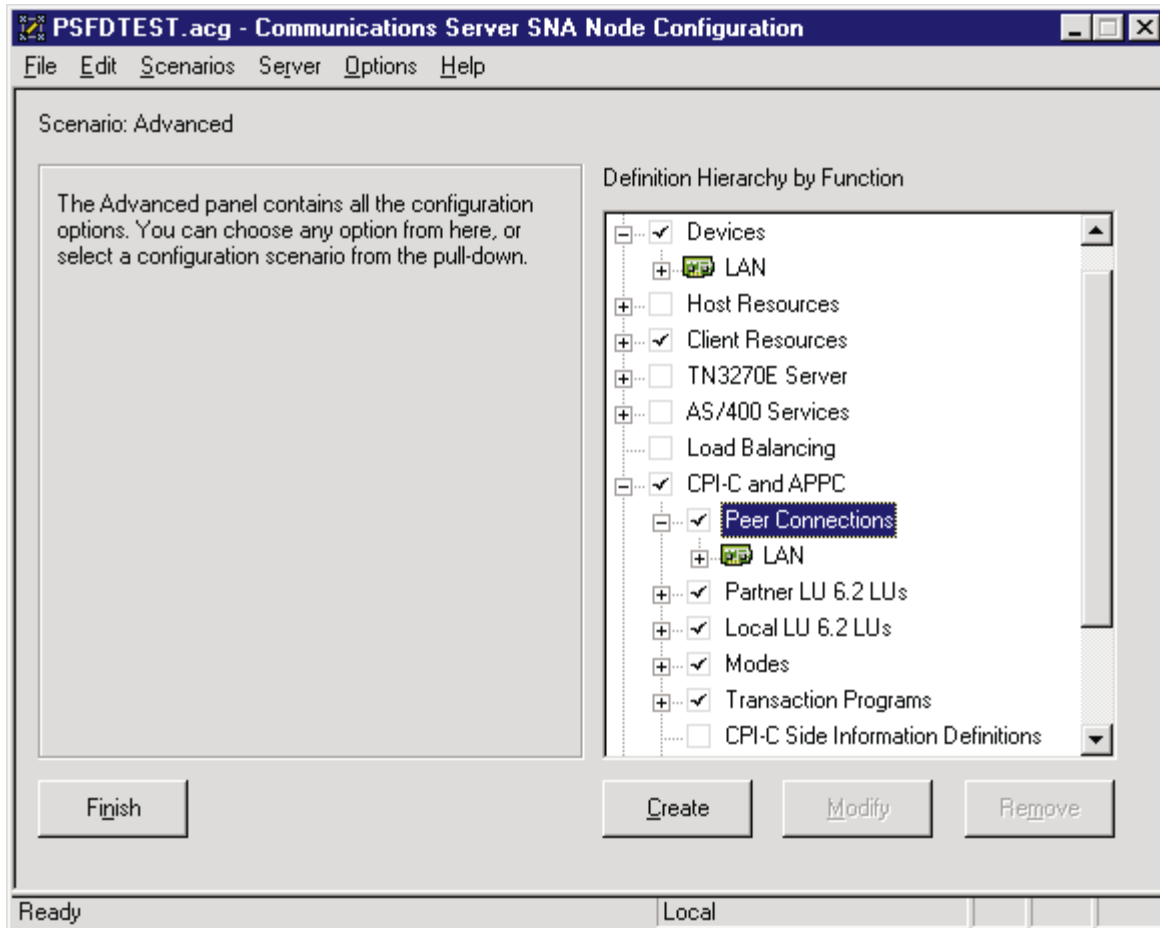 PSFDTEST.acg - Communications Server SNA Node Configuration
File Edit Scenarios Server Options Help
Scenario: Advanced
The Advanced panel contains all the configuration
options. You can choose any option from here, or
select a configuration scenario from the pull-down.
Definition Hierarchy by Function
Devices
LAN
Host Resources
Client Resources
TN3270E Server
AS/400 Services
Load Balancing
CPI-C and APPC
Peer Connections
LAN
Partner LU 6.2 LUs
Local LU 6.2 LUs
Modes
Transaction Programs
CPI-C Side Information Definitions
Finish
Create
Modify
Remove
Ready
Local